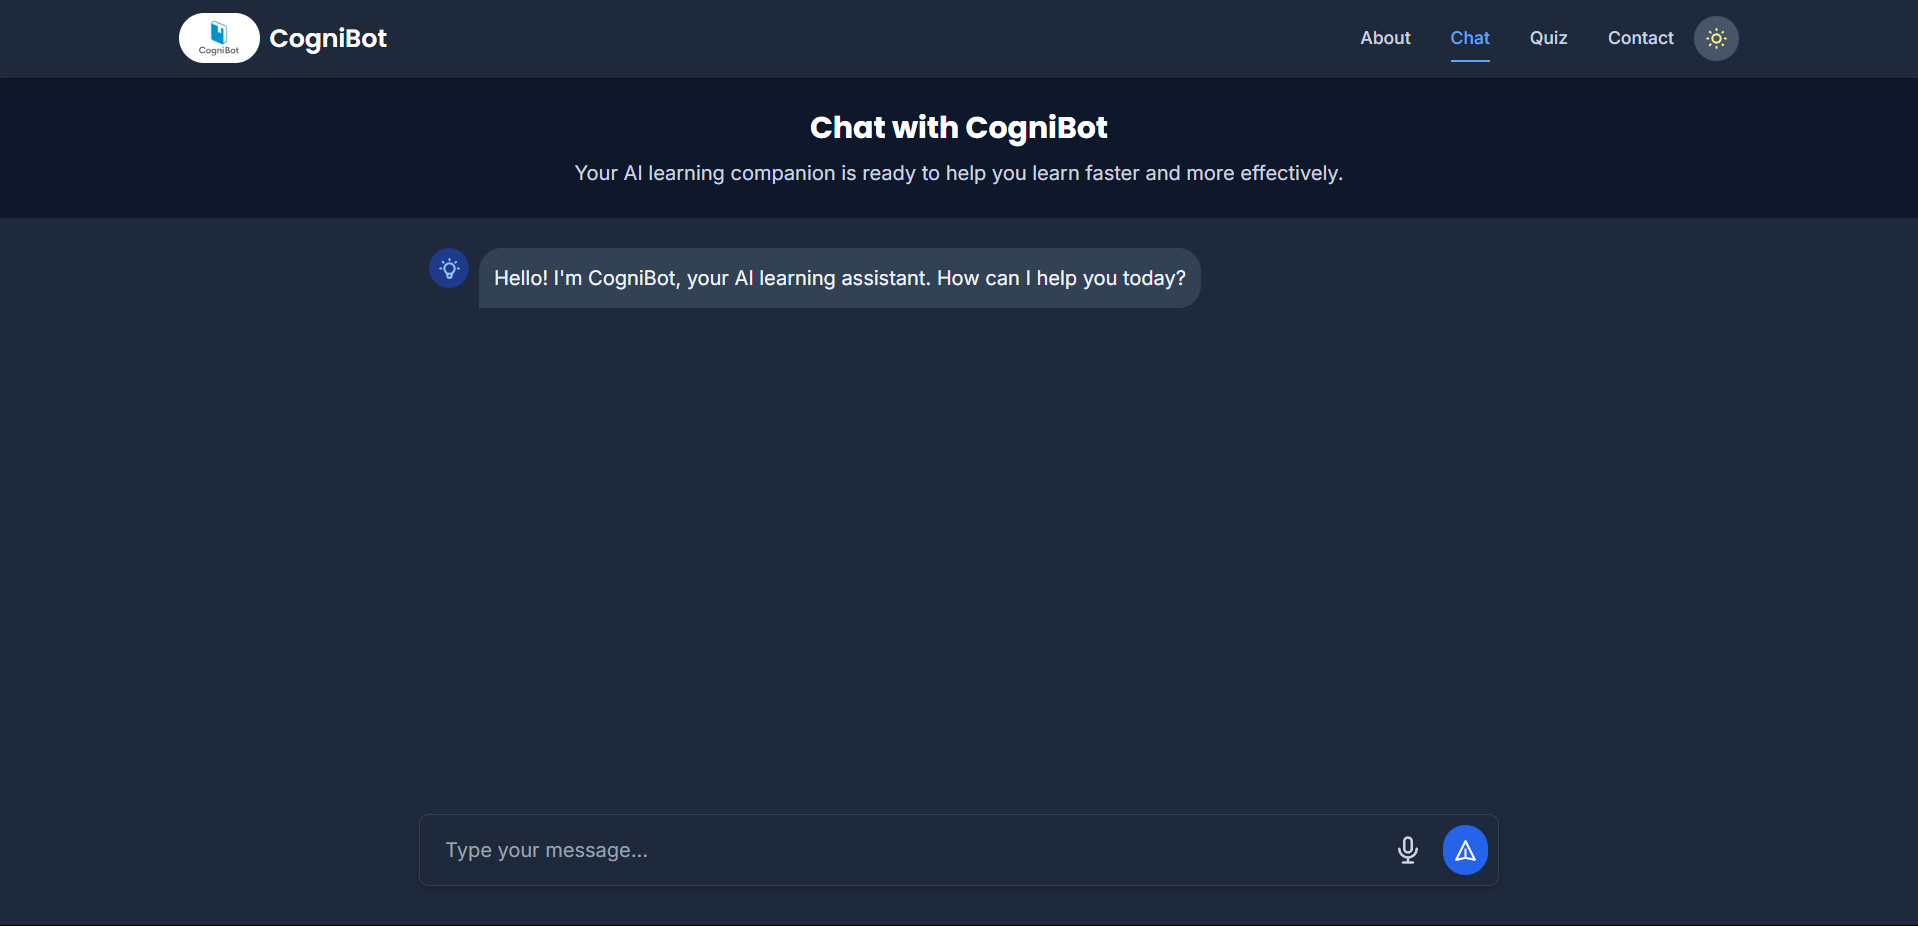 CogniBot
CogniBot
About
Chat
Quiz
Contact
Chat with CogniBot
Your AI learning companion is ready to help you learn faster and more effectively.
Hello! I'm CogniBot, your AI learning assistant. How can I help you today?
Type your message...